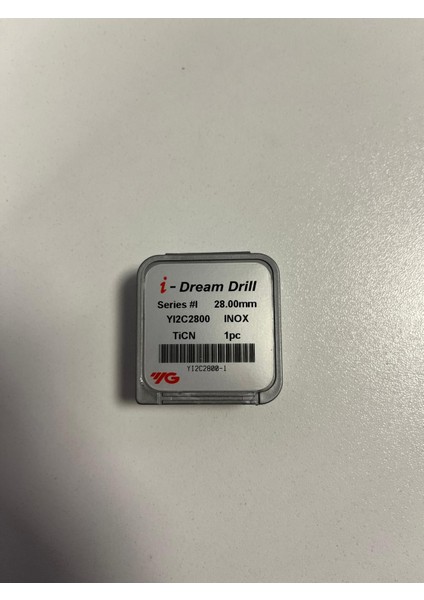 i - Dream Drill
Series #I 28.00mm
YI2C2800 INOX
TiCN 1pc
YG YI2C2800-1